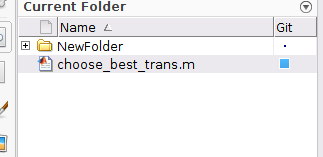 Current Folder
Name Git
NewFolder
choose_best_trans.m